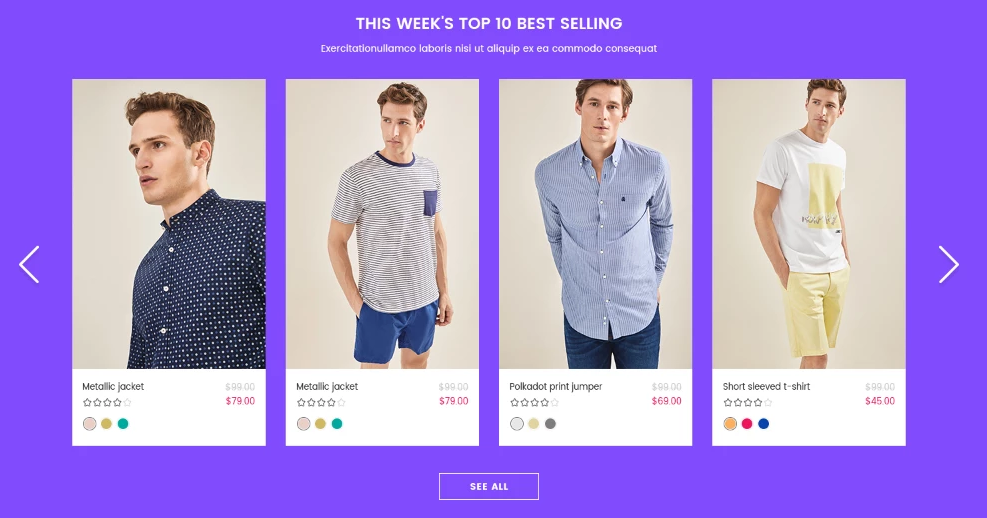 THIS WEEK'S TOP 10 BEST SELLING
Exercitationullamco laboris nisi ut aliquip ex ea commodo consequat
Metallic jacket $99.00
$79.00
Metallic jacket $99.00
$79.00
Polkadot print jumper $99.00
$69.00
Short sleeved t-shirt $99.00
$45.00
SEE ALL